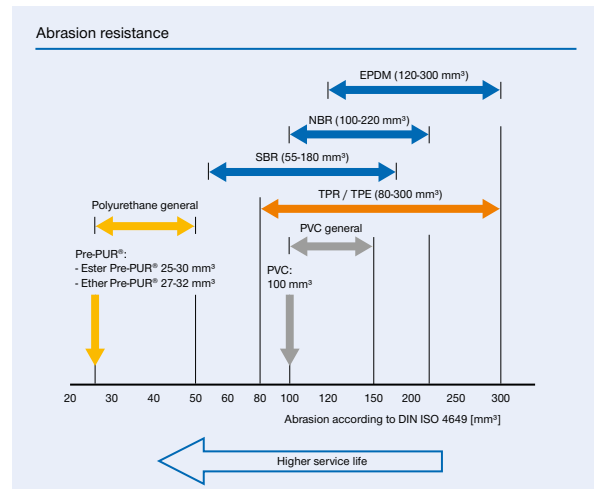 Abrasion resistance
EPDM (120-300 mm³)
NBR (100-220 mm³)
SBR (55-180 mm³)
TPR / TPE (80-300 mm³)
Polyurethane general
PVC general
Pre-PUR®:
- Ester Pre-PUR® 25-30 mm³
- Ether Pre-PUR® 27-32 mm³
PVC:
100 mm³
20 30 40 50 60 80 100 120 150 200 250 300
Abrasion according to DIN ISO 4649 [mm³]
Higher service life